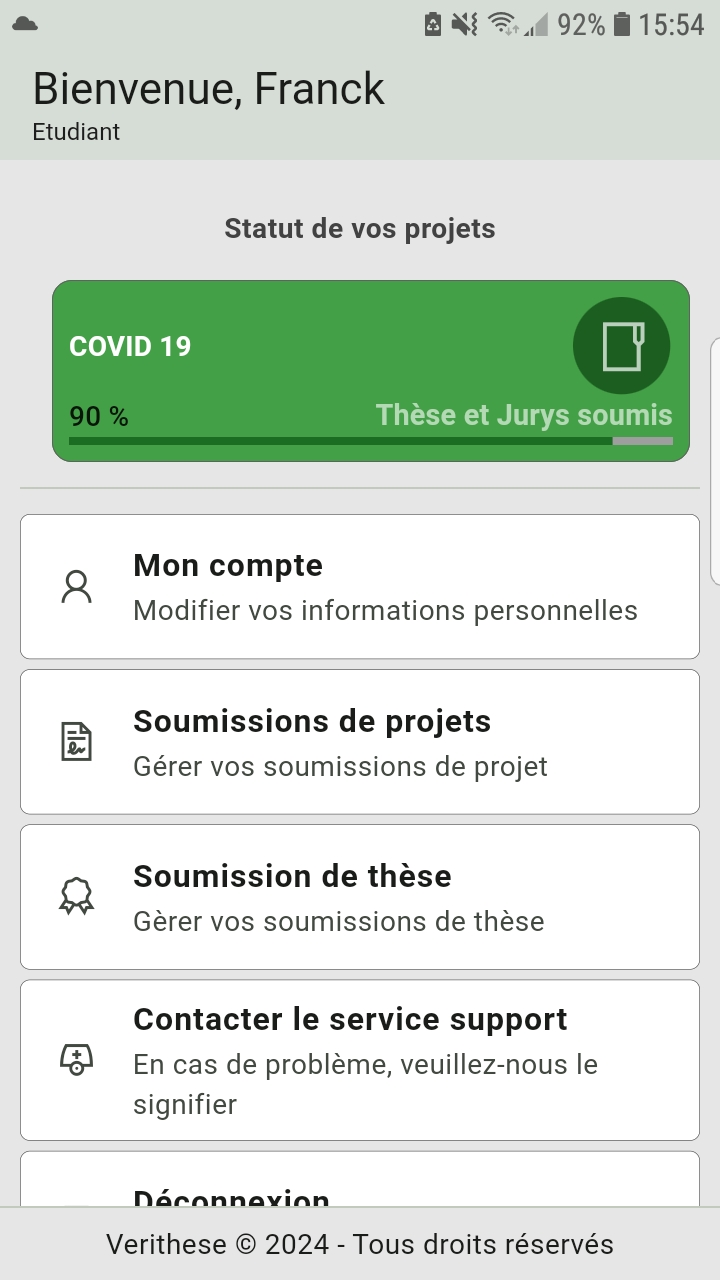 92% 15:54
Bienvenue, Franck
Etudiant
Statut de vos projets
COVID 19
90 % Thèse et Jurys soumis
Mon compte
Modifier vos informations personnelles
Soumissions de projets
Gérer vos soumissions de projet
Soumission de thèse
Gèrer vos soumissions de thèse
Contacter le service support
En cas de problème, veuillez-nous le
signifier
Déconnexion
Verithese © 2024 - Tous droits réservés